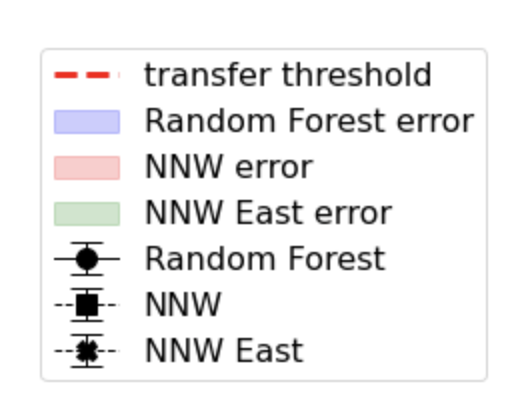 transfer threshold
Random Forest error
NNW error
NNW East error
Random Forest
NNW
NNW East